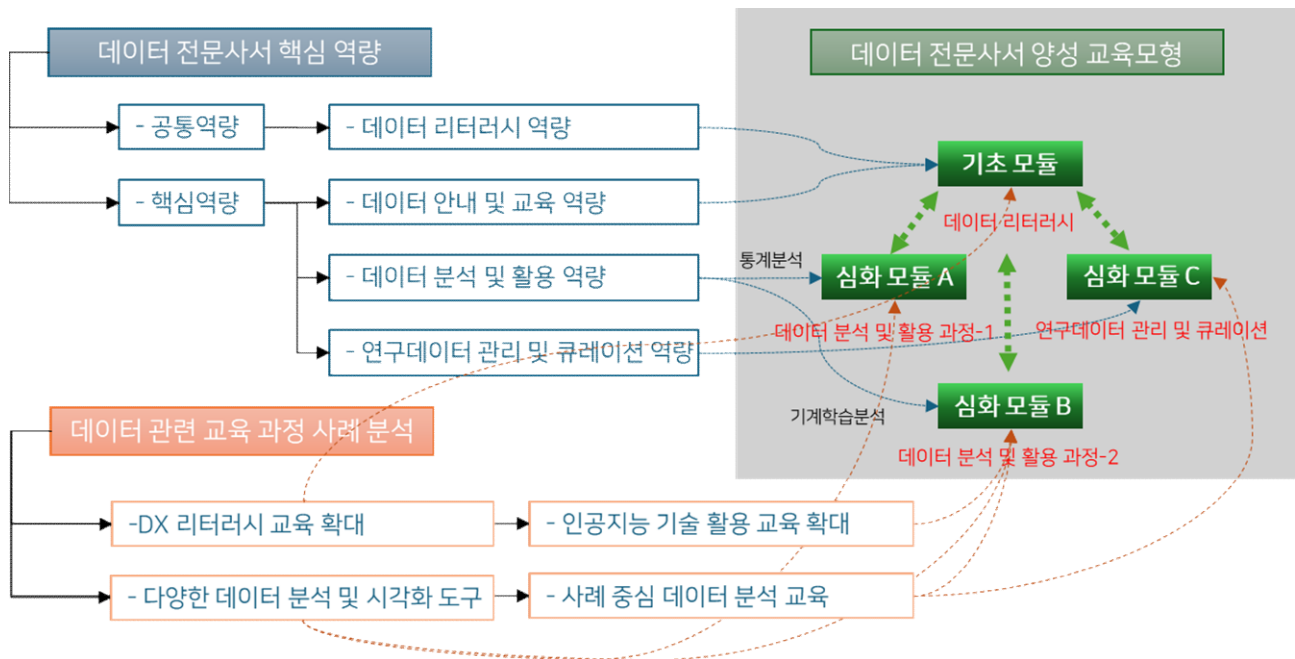 데이터 전문사서 핵심 역량
데이터 전문사서 양성 교육모형
- 공통역량
- 데이터 리터러시 역량
기초 모듈
- 핵심역량
- 데이터 안내 및 교육 역량
데이터 리터러시
통계분석
- 데이터 분석 및 활용 역량
심화 모듈 A
심화 모듈 C
데이터 분석 및 활용 과정-1
연구데이터 관리 및 큐레이션
- 연구데이터 관리 및 큐레이션 역량
심화 모듈 B
기계학습분석
데이터 관련 교육 과정 사례 분석
데이터 분석 및 활용 과정-2
-DX 리터러시 교육 확대
- 인공지능 기술 활용 교육 확대
- 다양한 데이터 분석 및 시각화 도구
- 사례 중심 데이터 분석 교육